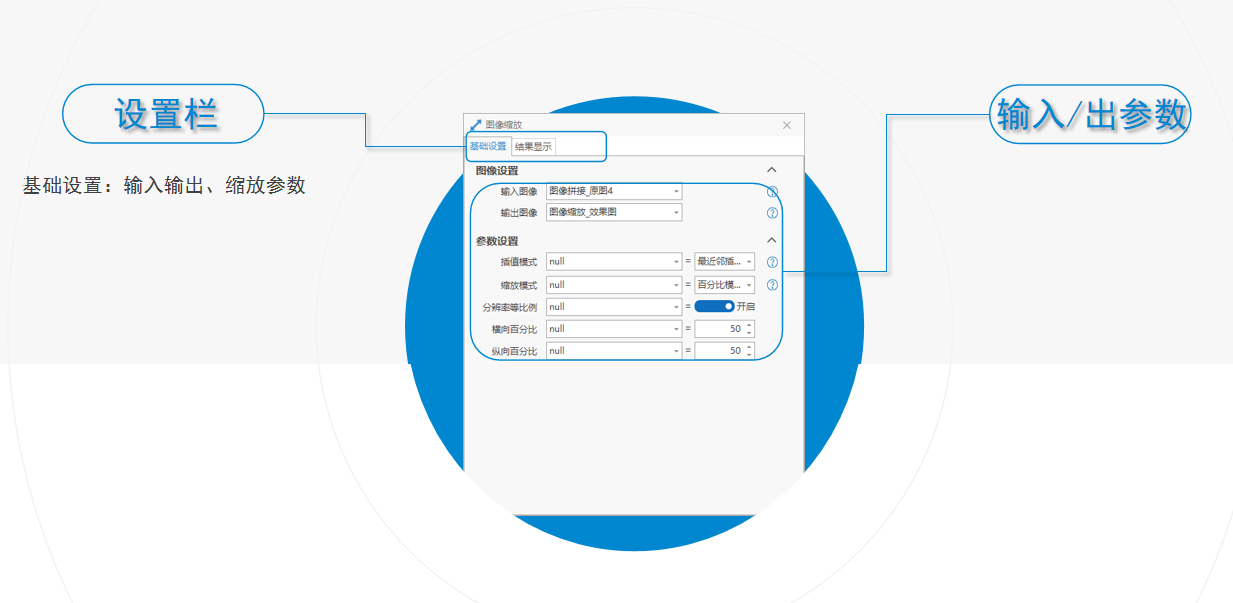 设置栏
输入/出参数
基础设置：输入输出、缩放参数
图像缩放
基础设置 结果显示
图像设置
输入图像 图像拼接_原图4
输出图像 图像缩放_效果图
参数设置
插值模式 null = 最近邻插...
缩放模式 null = 百分比模...
分辨率等比例 null = 开启
横向百分比 null = 50
纵向百分比 null = 50